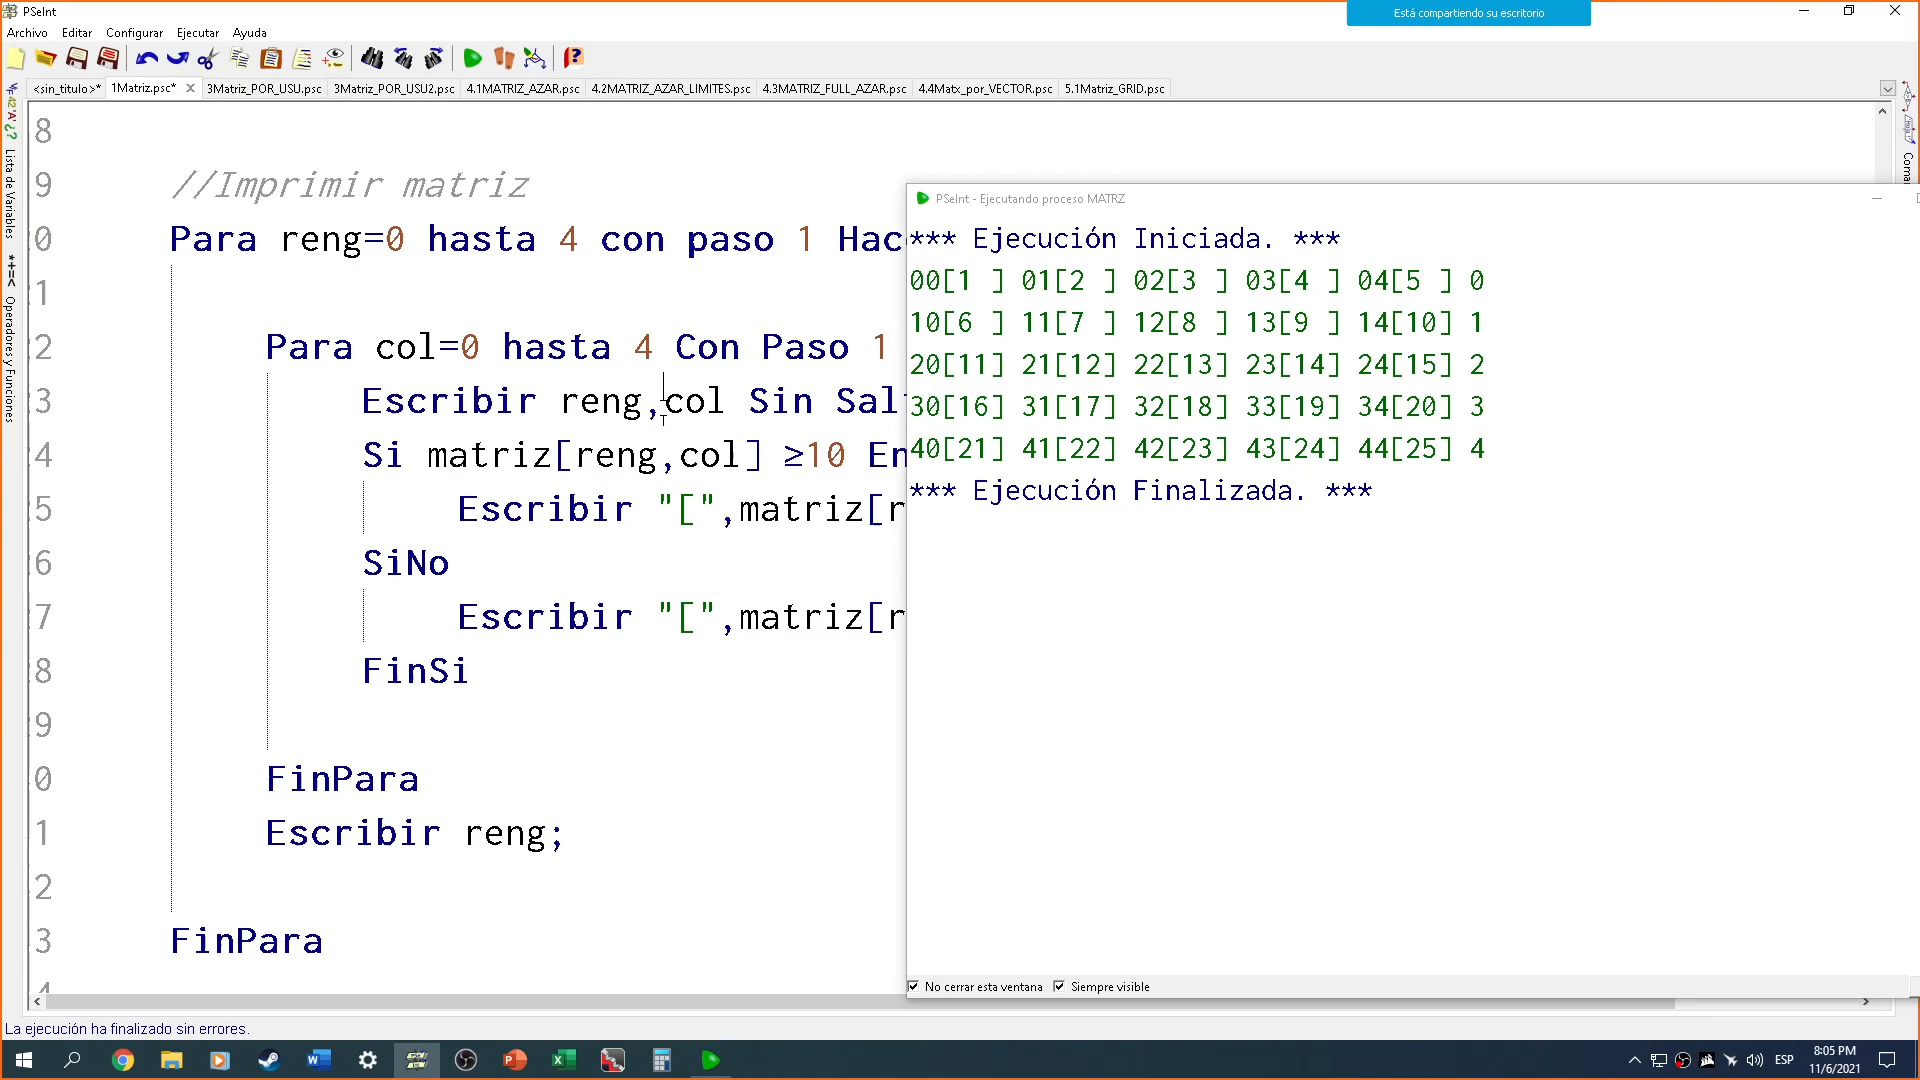 PSeInt
Está compartiendo su escritorio
Archivo Editar Configurar Ejecutar Ayuda
<sin_titulo>* 1Matriz.psc* 3Matriz_POR_USU.psc 3Matriz_POR_USU2.psc 4.1MATRIZ_AZAR.psc 4.2MATRIZ_AZAR_LIMITES.psc 4.3MATRIZ_FULL_AZAR.psc 4.4Matx_por_VECTOR.psc 5.1Matriz_GRID.psc
Lista de Variables
Operadores y Funciones
8
9 //Imprimir matriz
0 Para reng=0 hasta 4 con paso 1 Hac
1
2 Para col=0 hasta 4 Con Paso 1
3 Escribir reng,col Sin Sal
4 Si matriz[reng,col] ≥10 En
5 Escribir "[",matriz[r
6 SiNo
7 Escribir "[",matriz[r
8 FinSi
9
0 FinPara
1 Escribir reng;
2
3 FinPara
4
PSeInt - Ejecutando proceso MATRZ
*** Ejecución Iniciada. ***
00[1 ] 01[2 ] 02[3 ] 03[4 ] 04[5 ] 0
10[6 ] 11[7 ] 12[8 ] 13[9 ] 14[10] 1
20[11] 21[12] 22[13] 23[14] 24[15] 2
30[16] 31[17] 32[18] 33[19] 34[20] 3
40[21] 41[22] 42[23] 43[24] 44[25] 4
*** Ejecución Finalizada. ***
No cerrar esta ventana Siempre visible
La ejecución ha finalizado sin errores.
ESP
8:05 PM
11/6/2021